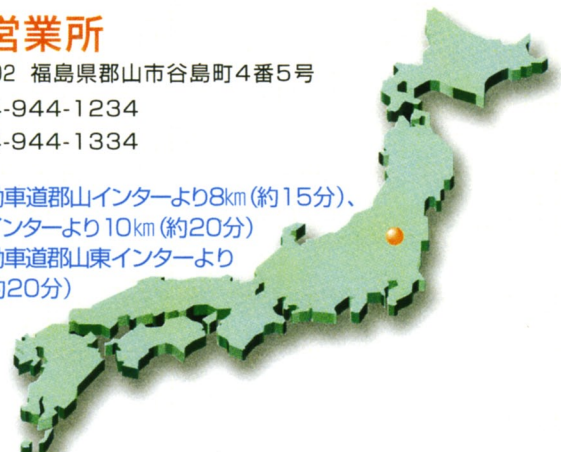 営業所
02 福島県郡山市谷島町4番5号
-944-1234
-944-1334
動車道郡山インターより8㎞(約15分)、
インターより10㎞(約20分)
動車道郡山東インターより
約20分)